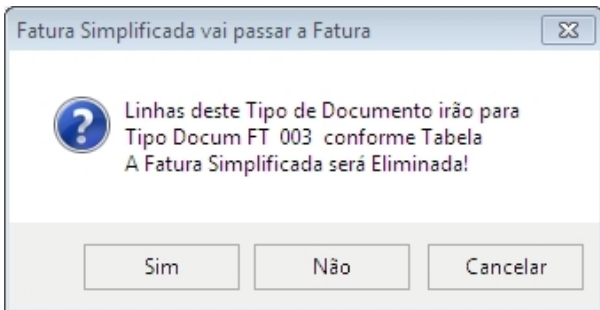 Fatura Simplificada vai passar a Fatura
Linhas deste Tipo de Documento irão para
Tipo Docum FT 003 conforme Tabela
A Fatura Simplificada será Eliminada!
Sim
Não
Cancelar